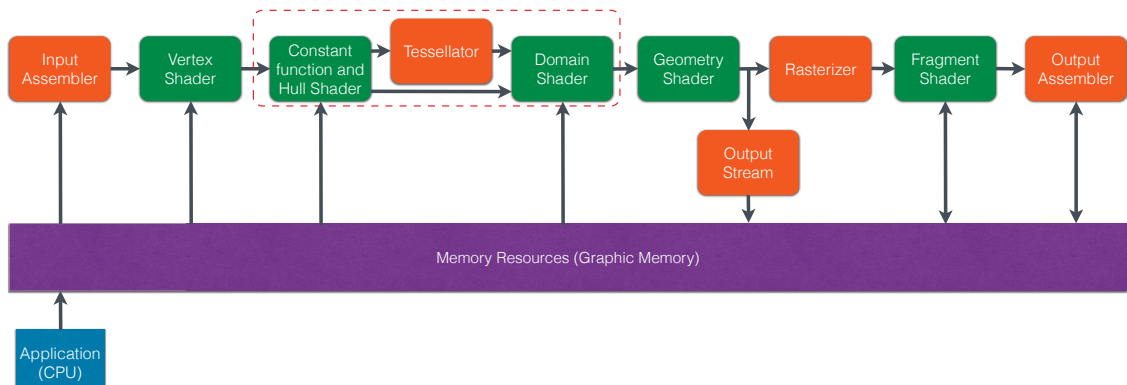 Input
Assembler
Vertex
Shader
Constant
function and
Hull Shader
Tessellator
Domain
Shader
Geometry
Shader
Rasterizer
Fragment
Shader
Output
Assembler
Output
Stream
Memory Resources (Graphic Memory)
Application
(CPU)